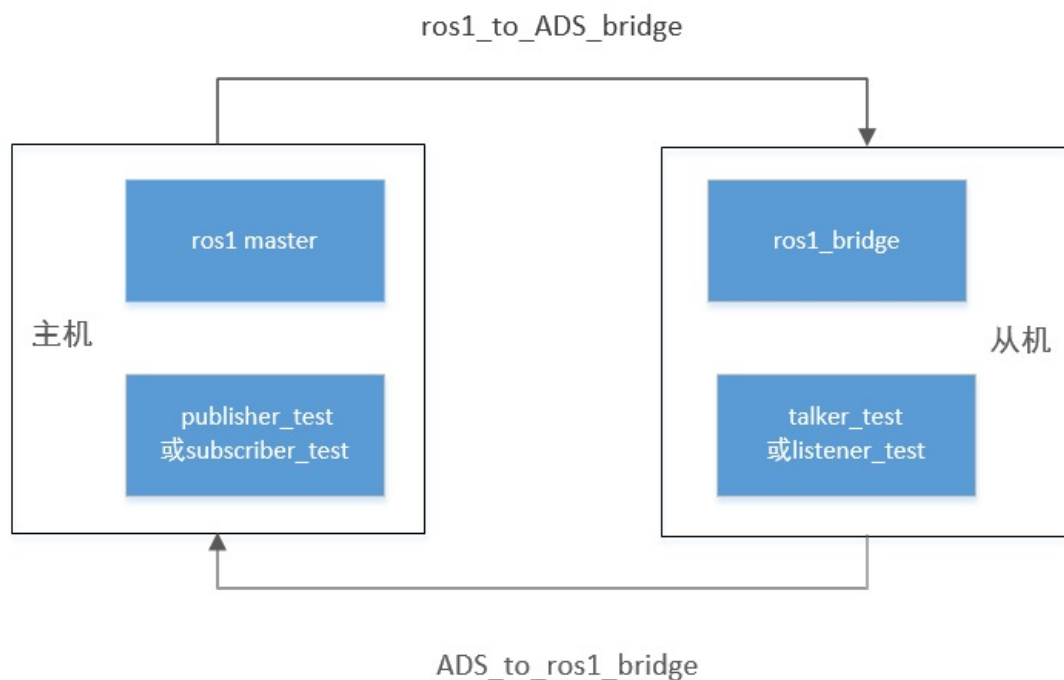 ros1_to_ADS_bridge
ros1 master
ros1_bridge
主机
从机
publisher_test
或subscriber_test
talker_test
或listener_test
ADS_to_ros1_bridge